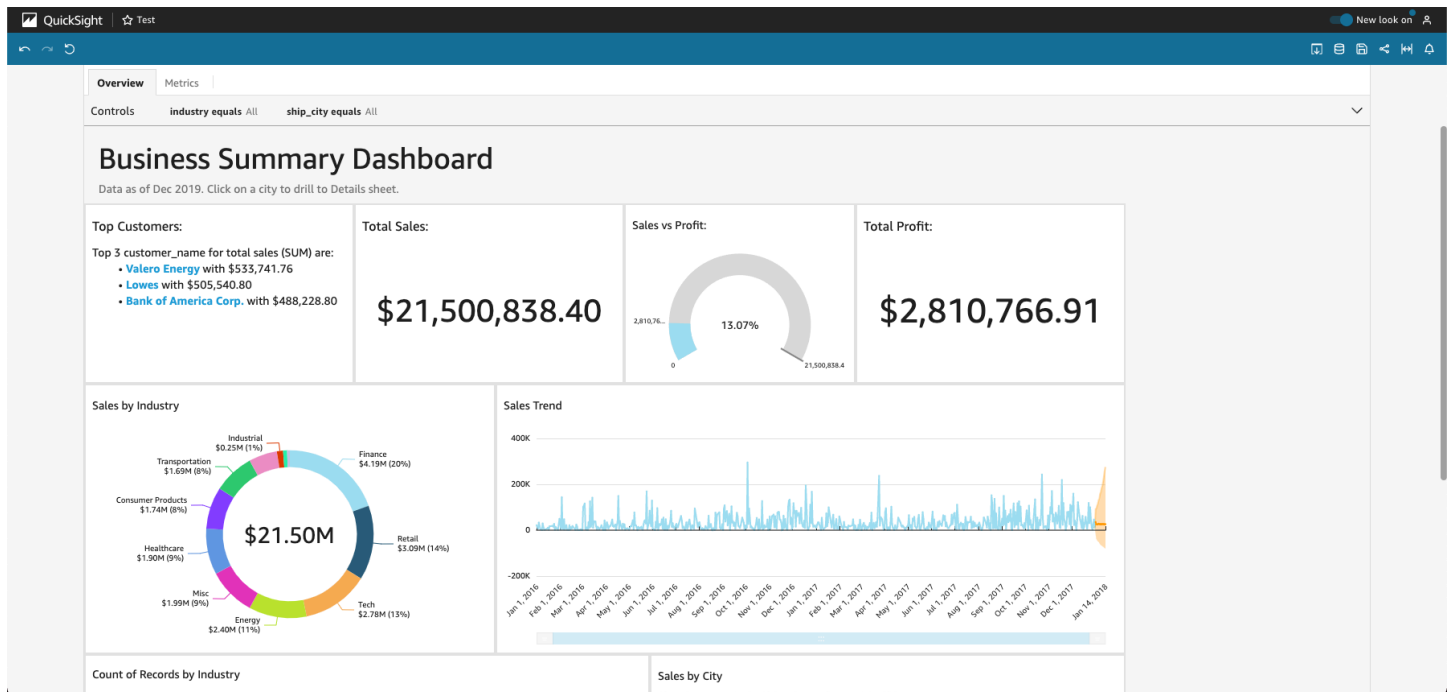 QuickSight
Test
New look on
Overview
Metrics
Controls
industry equals All
ship_city equals All
Business Summary Dashboard
Data as of Dec 2019. Click on a city to drill to Details sheet.
Top Customers:
Top 3 customer_name for total sales (SUM) are:
• Valero Energy with $533,741.76
• Lowes with $505,540.80
• Bank of America Corp. with $488,228.80
Total Sales:
$21,500,838.40
Sales vs Profit:
2,810,76...
13.07%
0
21,500,838.4
Total Profit:
$2,810,766.91
Sales by Industry
Industrial
$0.25M (1%)
Finance
$4.19M (20%)
Transportation
$1.69M (8%)
Consumer Products
$1.74M (8%)
$21.50M
Retail
$3.09M (14%)
Healthcare
$1.90M (9%)
Misc
$1.99M (9%)
Tech
$2.78M (13%)
Energy
$2.40M (11%)
Sales Trend
400K
200K
0
-200K
Jan 1, 2016
Feb 1, 2016
Mar 1, 2016
Apr 1, 2016
May 1, 2016
Jun 1, 2016
Jul 1, 2016
Aug 1, 2016
Sep 1, 2016
Oct 1, 2016
Nov 1, 2016
Dec 1, 2016
Jan 1, 2017
Feb 1, 2017
Mar 1, 2017
Apr 1, 2017
May 1, 2017
Jun 1, 2017
Jul 1, 2017
Aug 1, 2017
Sep 1, 2017
Oct 1, 2017
Nov 1, 2017
Dec 1, 2017
Jan 14, 2018
Count of Records by Industry
Sales by City